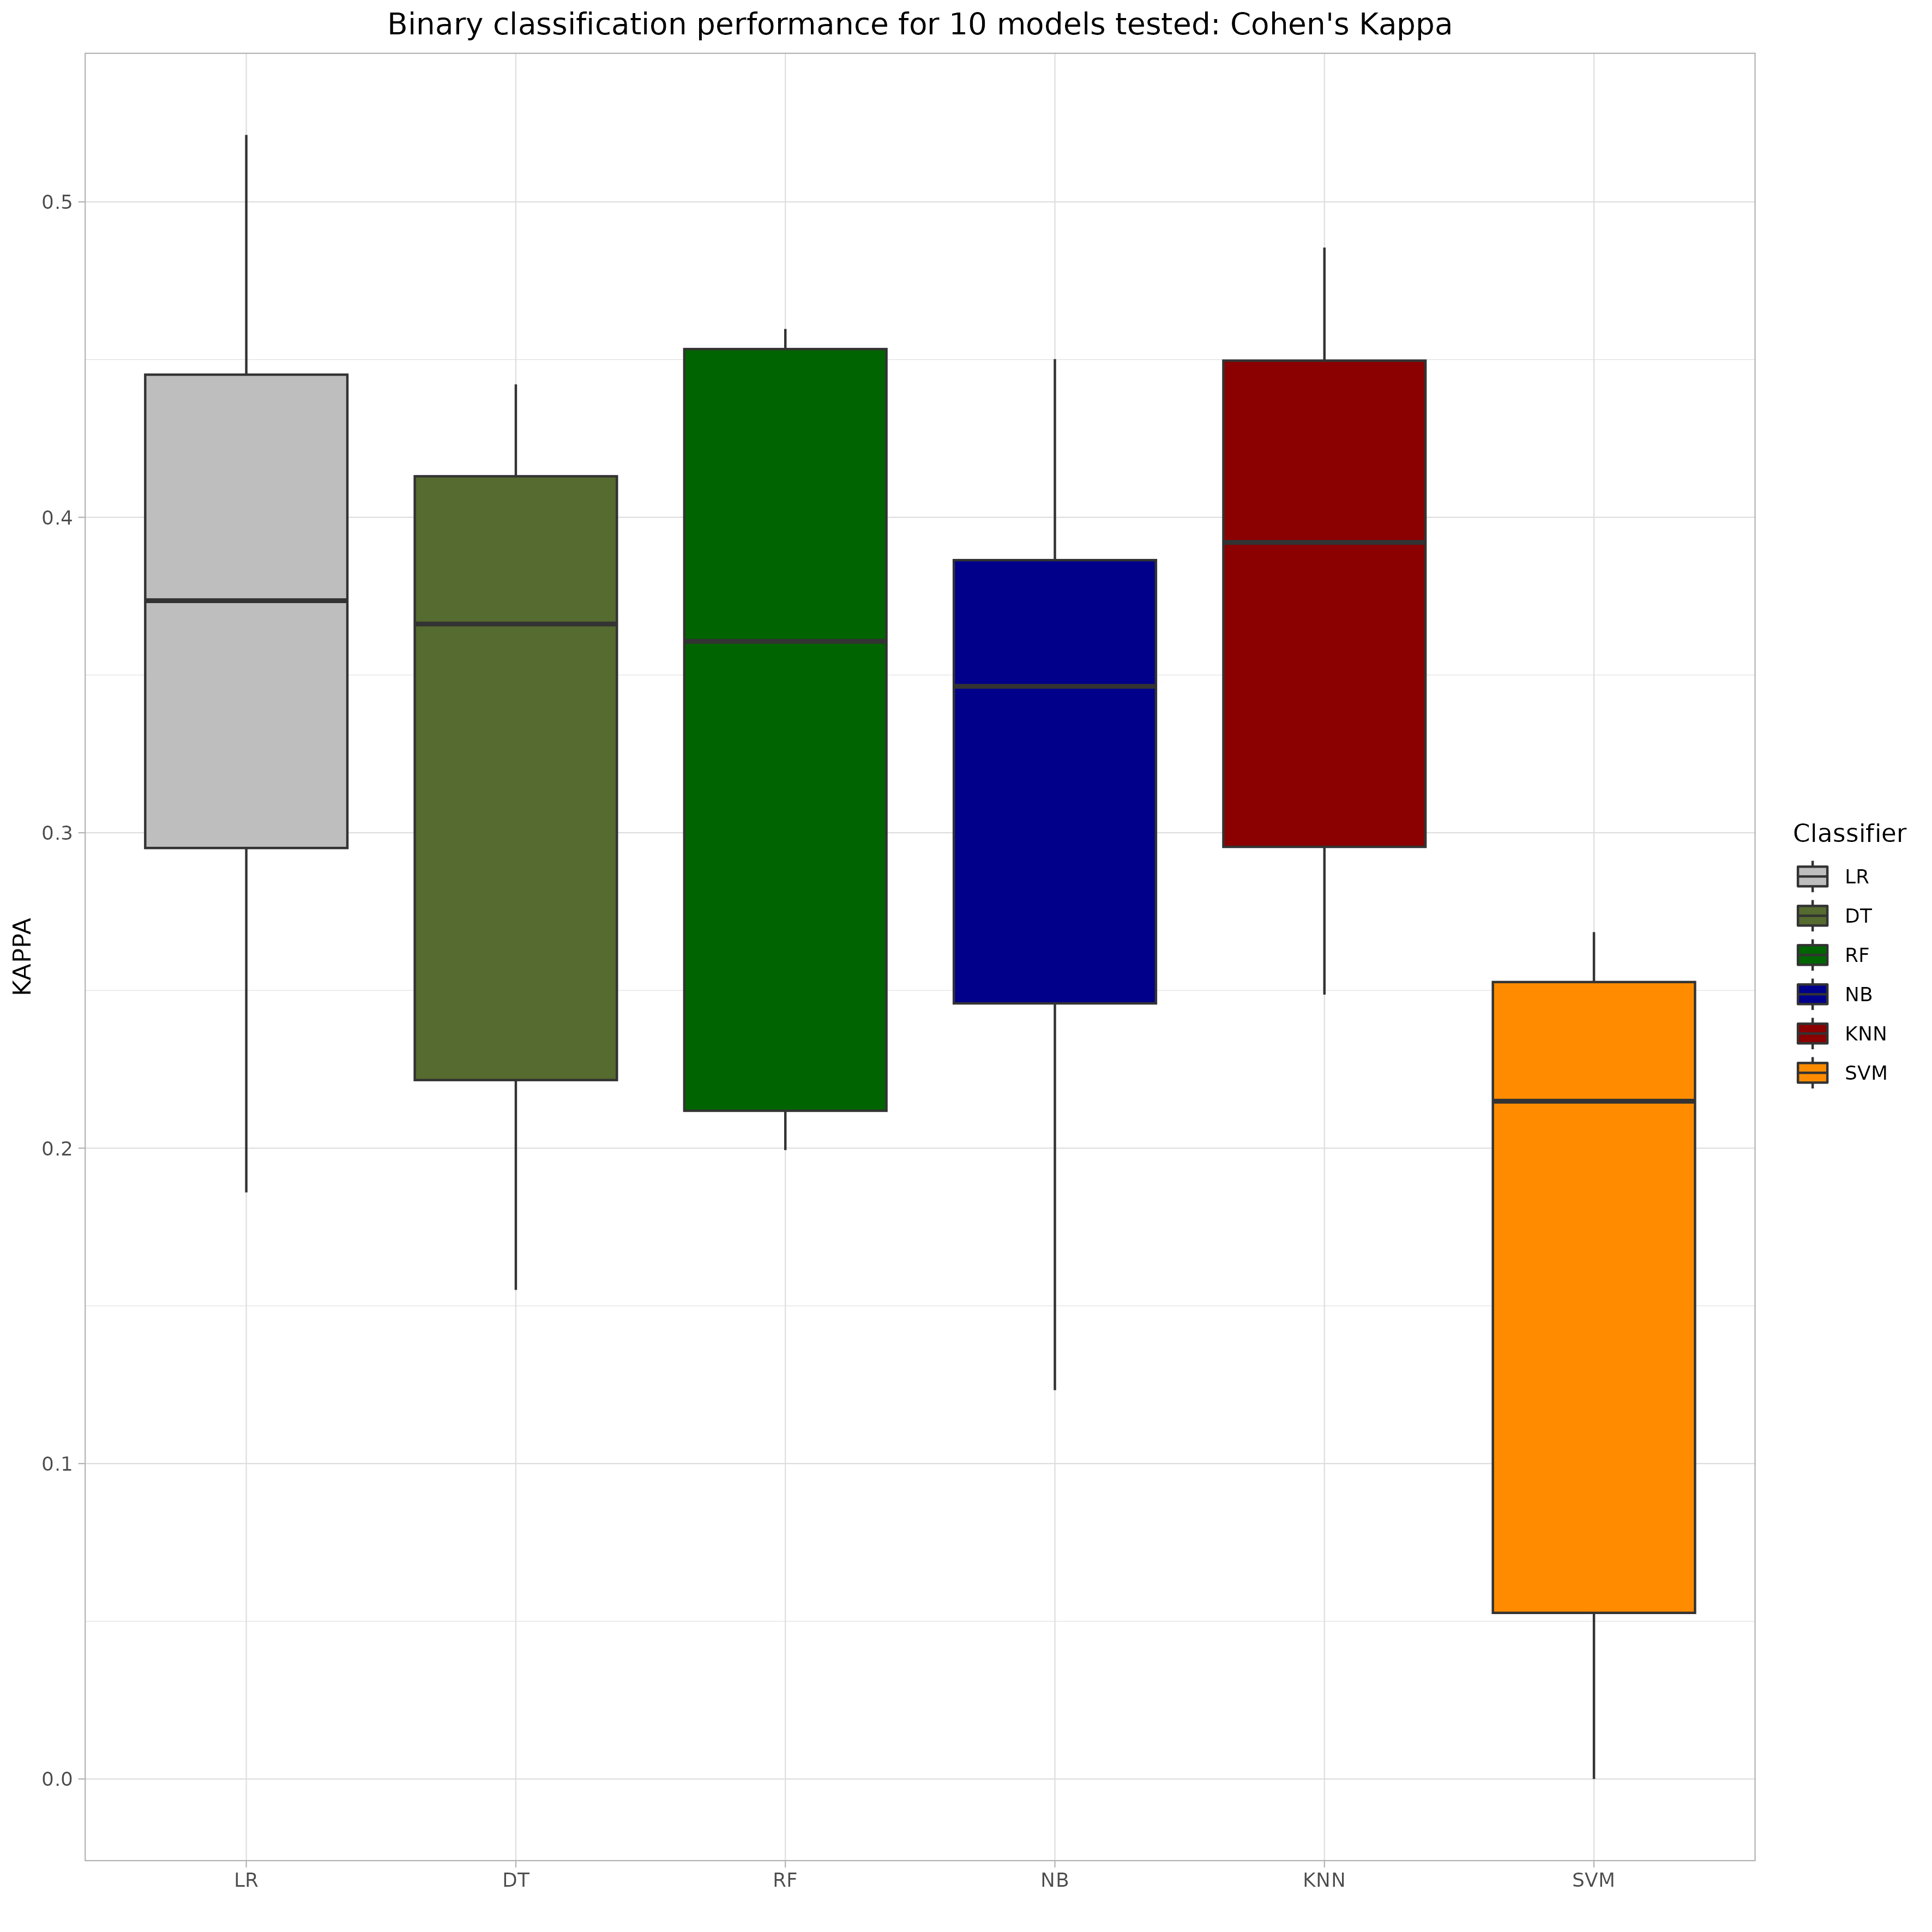 Binary classification performance for 10 models tested: Cohen's Kappa
KAPPA
0.5
0.4
0.3
0.2
0.1
0.0
LR DT RF NB KNN SVM
Classifier
LR
DT
RF
NB
KNN
SVM